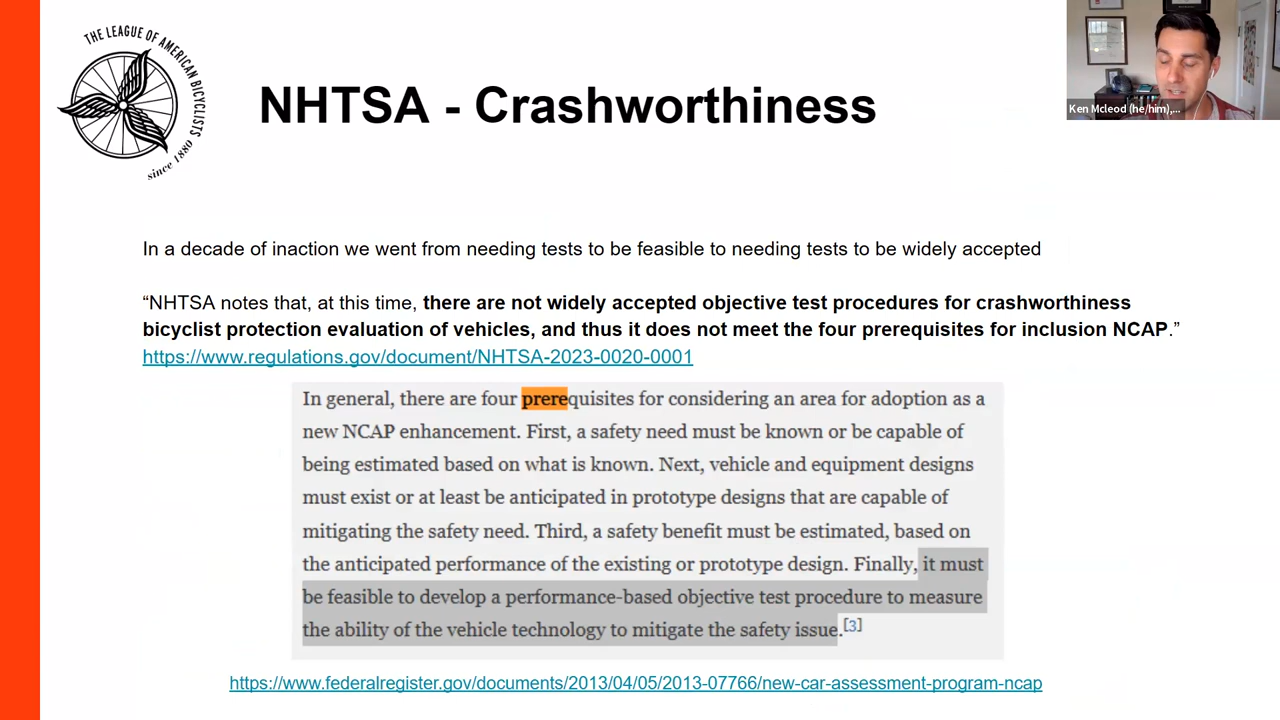 THE LEAGUE OF AMERICAN BICYCLISTS
since 1880
NHTSA - Crashworthiness
Ken Mcleod (he/him),...
In a decade of inaction we went from needing tests to be feasible to needing tests to be widely accepted
“NHTSA notes that, at this time, there are not widely accepted objective test procedures for crashworthiness
bicyclist protection evaluation of vehicles, and thus it does not meet the four prerequisites for inclusion NCAP.”
https://www.regulations.gov/document/NHTSA-2023-0020-0001
In general, there are four prerequisites for considering an area for adoption as a
new NCAP enhancement. First, a safety need must be known or be capable of
being estimated based on what is known. Next, vehicle and equipment designs
must exist or at least be anticipated in prototype designs that are capable of
mitigating the safety need. Third, a safety benefit must be estimated, based on
the anticipated performance of the existing or prototype design. Finally, it must
be feasible to develop a performance-based objective test procedure to measure
the ability of the vehicle technology to mitigate the safety issue.[3]
https://www.federalregister.gov/documents/2013/04/05/2013-07766/new-car-assessment-program-ncap